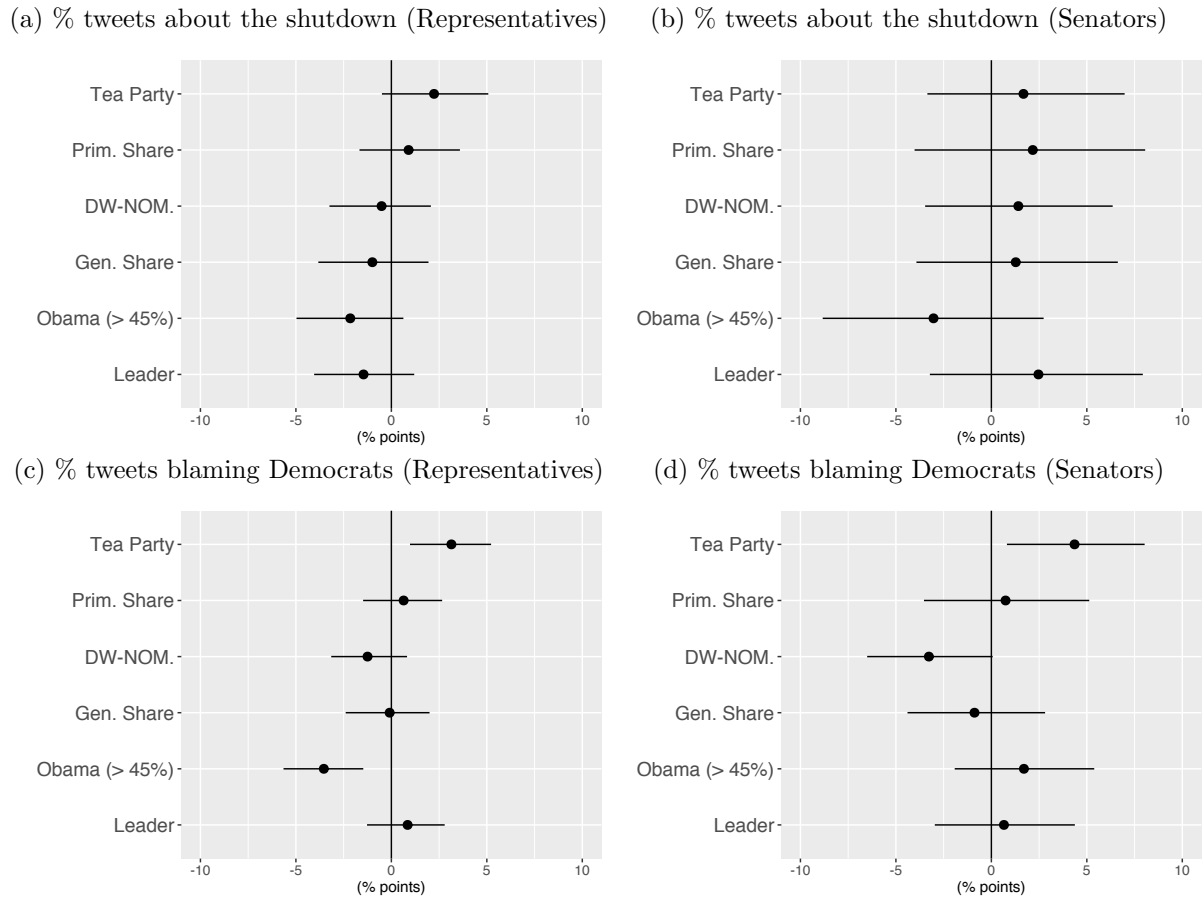 (a) % tweets about the shutdown (Representatives)
Tea Party
Prim. Share
DW-NOM.
Gen. Share
Obama (> 45%)
Leader
-10 -5 0 5 10
(% points)
(b) % tweets about the shutdown (Senators)
Tea Party
Prim. Share
DW-NOM.
Gen. Share
Obama (> 45%)
Leader
-10 -5 0 5 10
(% points)
(c) % tweets blaming Democrats (Representatives)
Tea Party
Prim. Share
DW-NOM.
Gen. Share
Obama (> 45%)
Leader
-10 -5 0 5 10
(% points)
(d) % tweets blaming Democrats (Senators)
Tea Party
Prim. Share
DW-NOM.
Gen. Share
Obama (> 45%)
Leader
-10 -5 0 5 10
(% points)